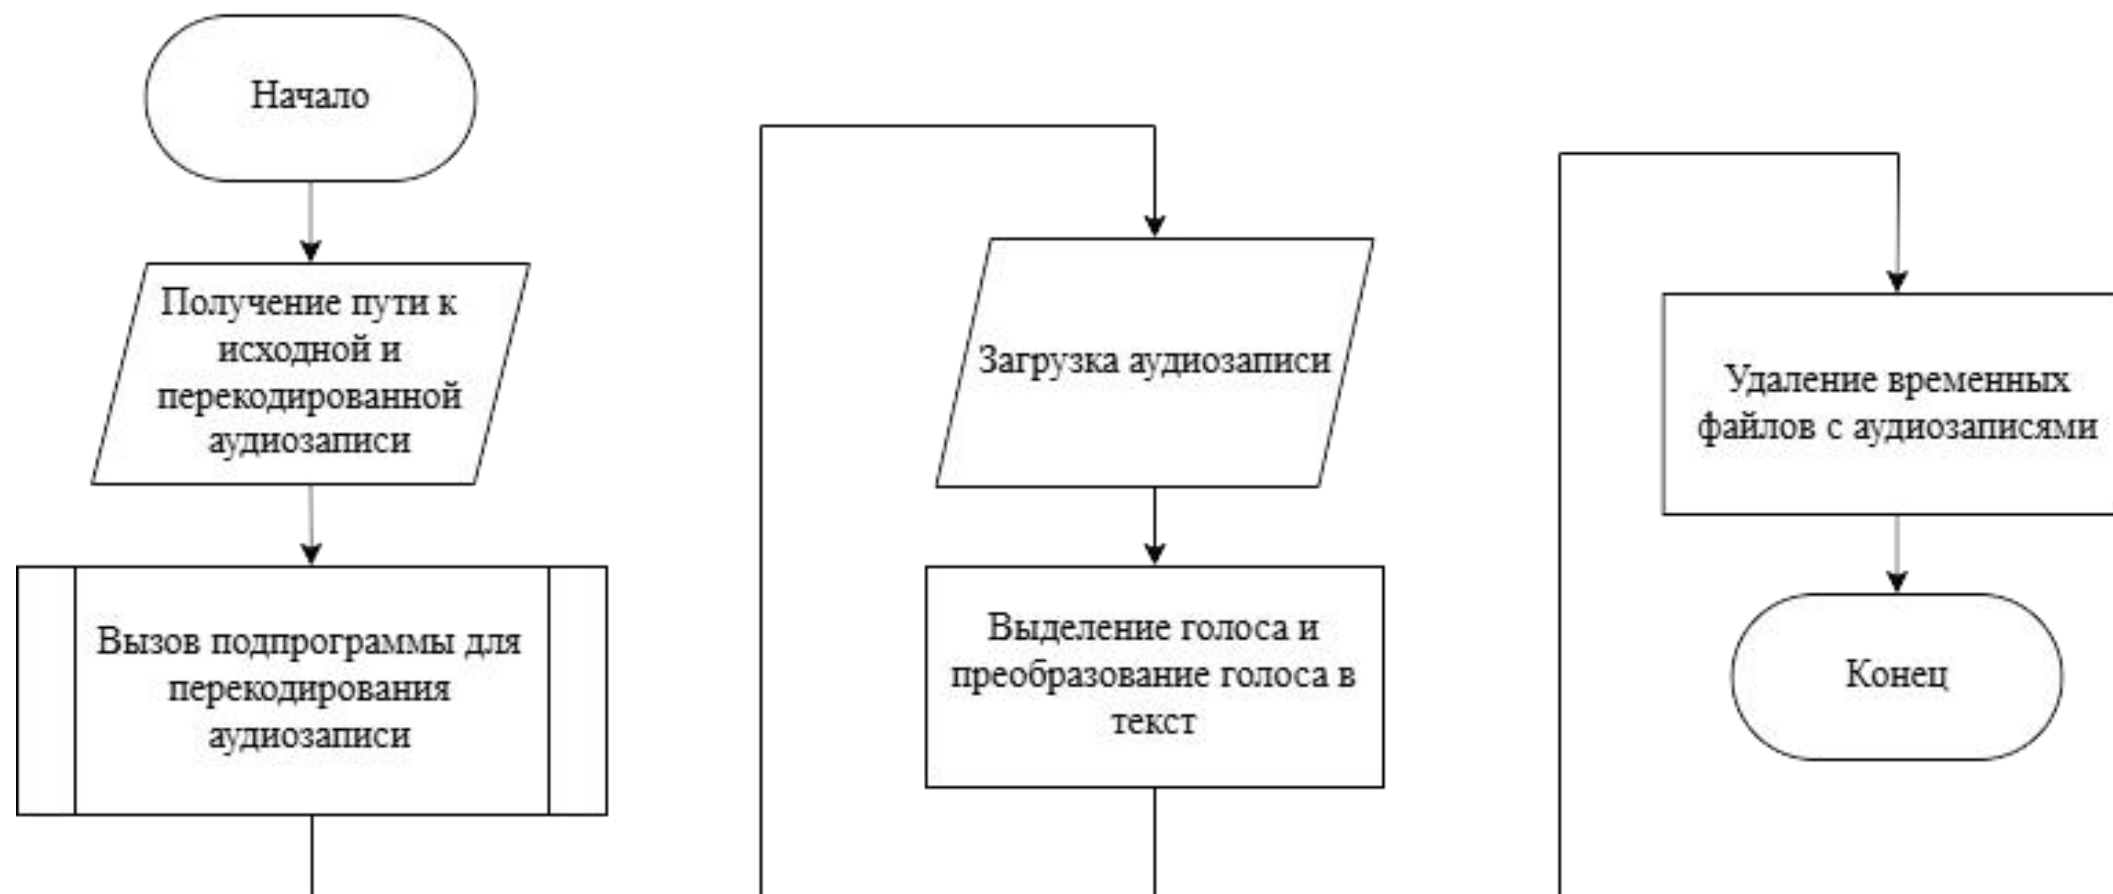 Начало
Получение пути к
исходной и
перекодированной
аудиозаписи
Вызов подпрограммы для
перекодирования
аудиозаписи
Загрузка аудиозаписи
Выделение голоса и
преобразование голоса в
текст
Удаление временных
файлов с аудиозаписями
Конец